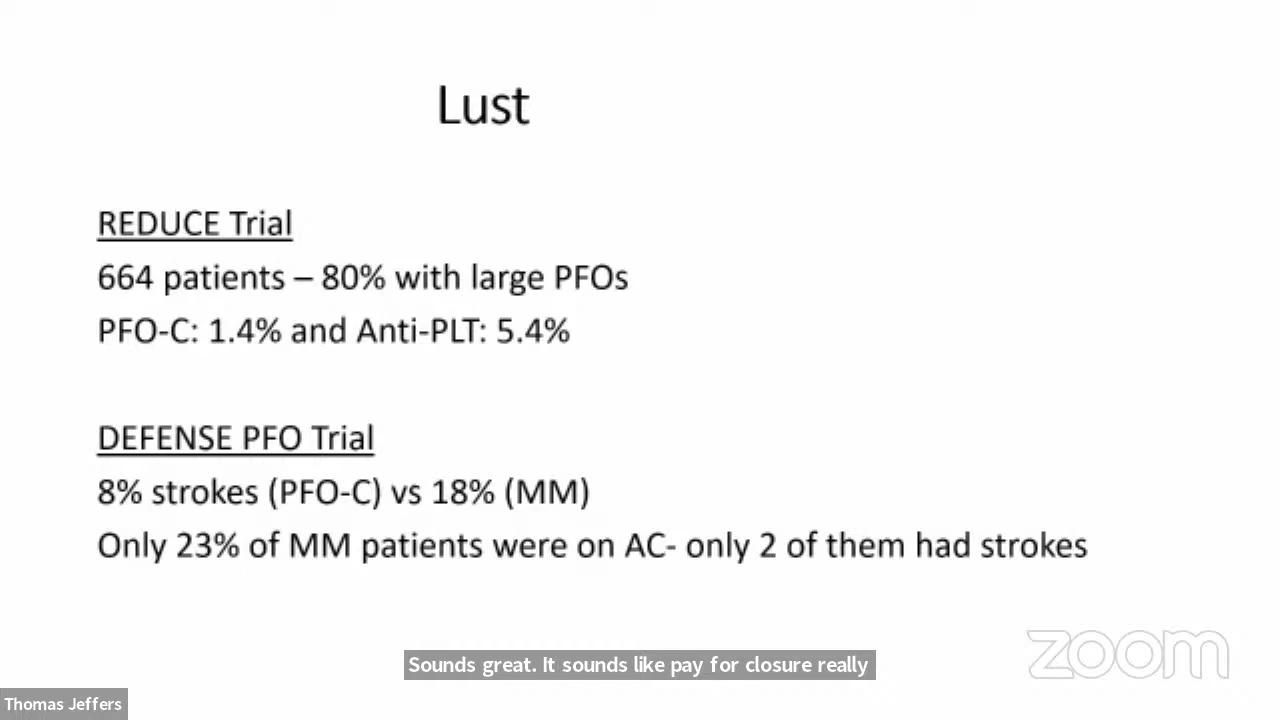 Lust
REDUCE Trial
664 patients – 80% with large PFOs
PFO-C: 1.4% and Anti-PLT: 5.4%
DEFENSE PFO Trial
8% strokes (PFO-C) vs 18% (MM)
Only 23% of MM patients were on AC- only 2 of them had strokes
Sounds great. It sounds like pay for closure really
zoom
Thomas Jeffers